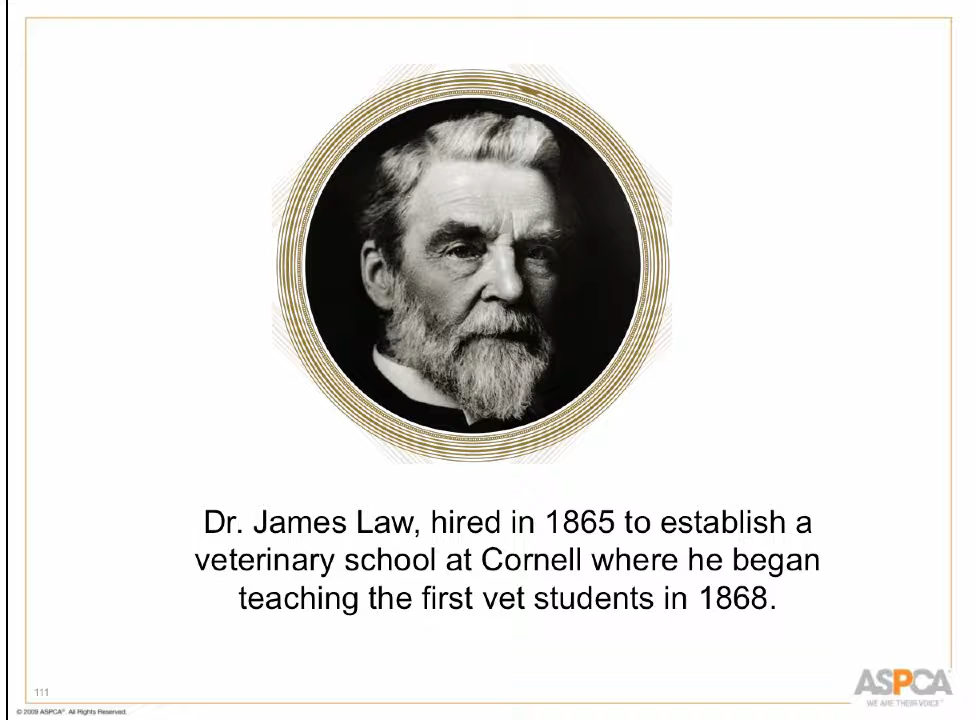 Dr. James Law, hired in 1865 to establish a
veterinary school at Cornell where he began
teaching the first vet students in 1868.
111
© 2009 ASPCA®. All Rights Reserved.
ASPCA®
WE ARE THEIR VOICE™